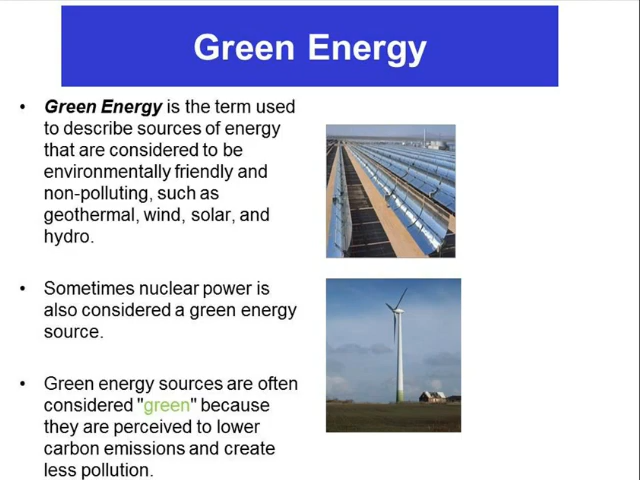 Green Energy
• Green Energy is the term used
to describe sources of energy
that are considered to be
environmentally friendly and
non-polluting, such as
geothermal, wind, solar, and
hydro.
• Sometimes nuclear power is
also considered a green energy
source.
• Green energy sources are often
considered "green" because
they are perceived to lower
carbon emissions and create
less pollution.